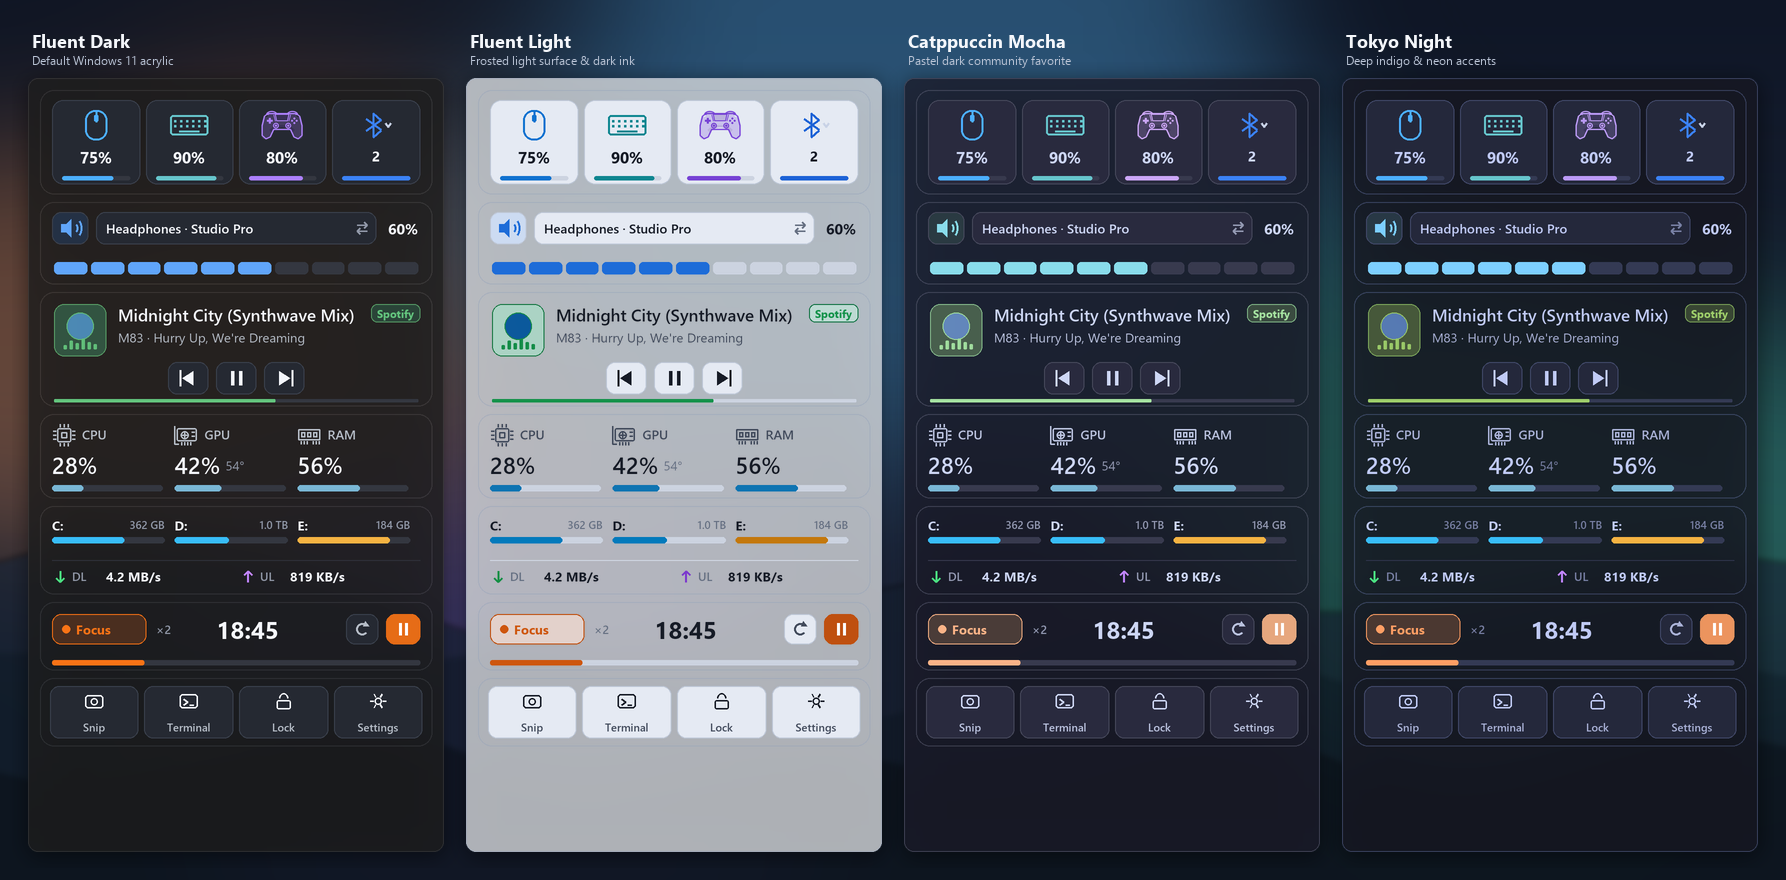 Fluent Dark
Default Windows 11 acrylic
75%
90%
80%
2
Headphones · Studio Pro
60%
Midnight City (Synthwave Mix)
Spotify
M83 · Hurry Up, We're Dreaming
CPU
GPU
RAM
28%
42% 54°
56%
C:
362 GB
D:
1.0 TB
E:
184 GB
DL
4.2 MB/s
UL
819 KB/s
Focus
×2
18:45
Snip
Terminal
Lock
Settings
Fluent Light
Frosted light surface & dark ink
75%
90%
80%
2
Headphones · Studio Pro
60%
Midnight City (Synthwave Mix)
Spotify
M83 · Hurry Up, We're Dreaming
CPU
GPU
RAM
28%
42% 54°
56%
C:
362 GB
D:
1.0 TB
E:
184 GB
DL
4.2 MB/s
UL
819 KB/s
Focus
×2
18:45
Snip
Terminal
Lock
Settings
Catppuccin Mocha
Pastel dark community favorite
75%
90%
80%
2
Headphones · Studio Pro
60%
Midnight City (Synthwave Mix)
Spotify
M83 · Hurry Up, We're Dreaming
CPU
GPU
RAM
28%
42% 54°
56%
C:
362 GB
D:
1.0 TB
E:
184 GB
DL
4.2 MB/s
UL
819 KB/s
Focus
×2
18:45
Snip
Terminal
Lock
Settings
Tokyo Night
Deep indigo & neon accents
75%
90%
80%
2
Headphones · Studio Pro
60%
Midnight City (Synthwave Mix)
Spotify
M83 · Hurry Up, We're Dreaming
CPU
GPU
RAM
28%
42% 54°
56%
C:
362 GB
D:
1.0 TB
E:
184 GB
DL
4.2 MB/s
UL
819 KB/s
Focus
×2
18:45
Snip
Terminal
Lock
Settings